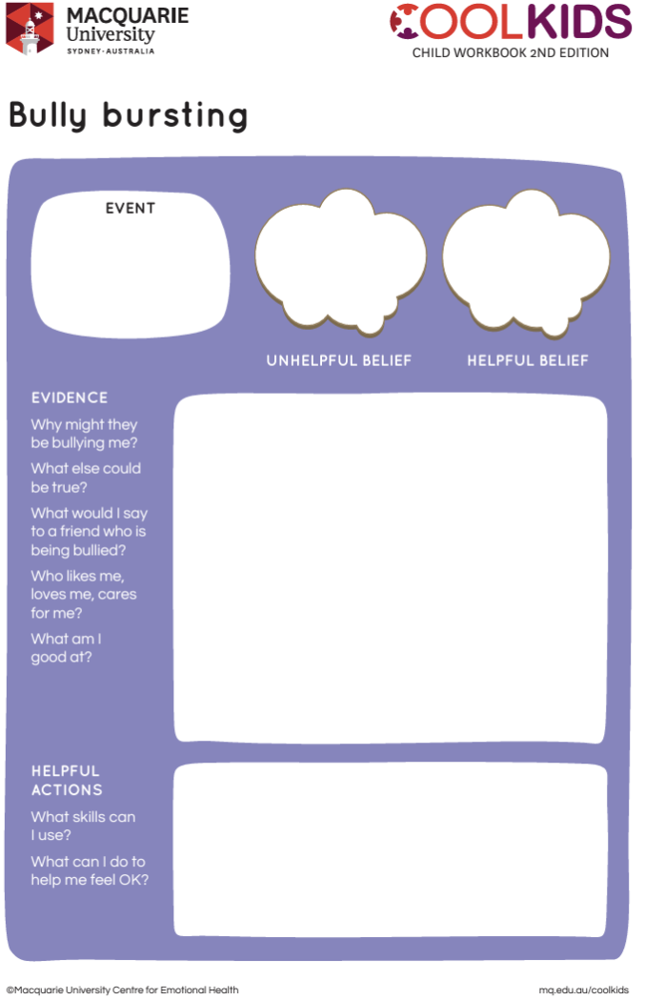 MACQUARIE
University
SYDNEY·AUSTRALIA
COOLKIDS
CHILD WORKBOOK 2ND EDITION
Bully bursting
EVENT
UNHELPFUL BELIEF
HELPFUL BELIEF
EVIDENCE
Why might they
be bullying me?
What else could
be true?
What would I say
to a friend who is
being bullied?
Who likes me,
loves me, cares
for me?
What am I
good at?
HELPFUL
ACTIONS
What skills can
I use?
What can I do to
help me feel OK?
©Macquarie University Centre for Emotional Health
mq.edu.au/coolkids